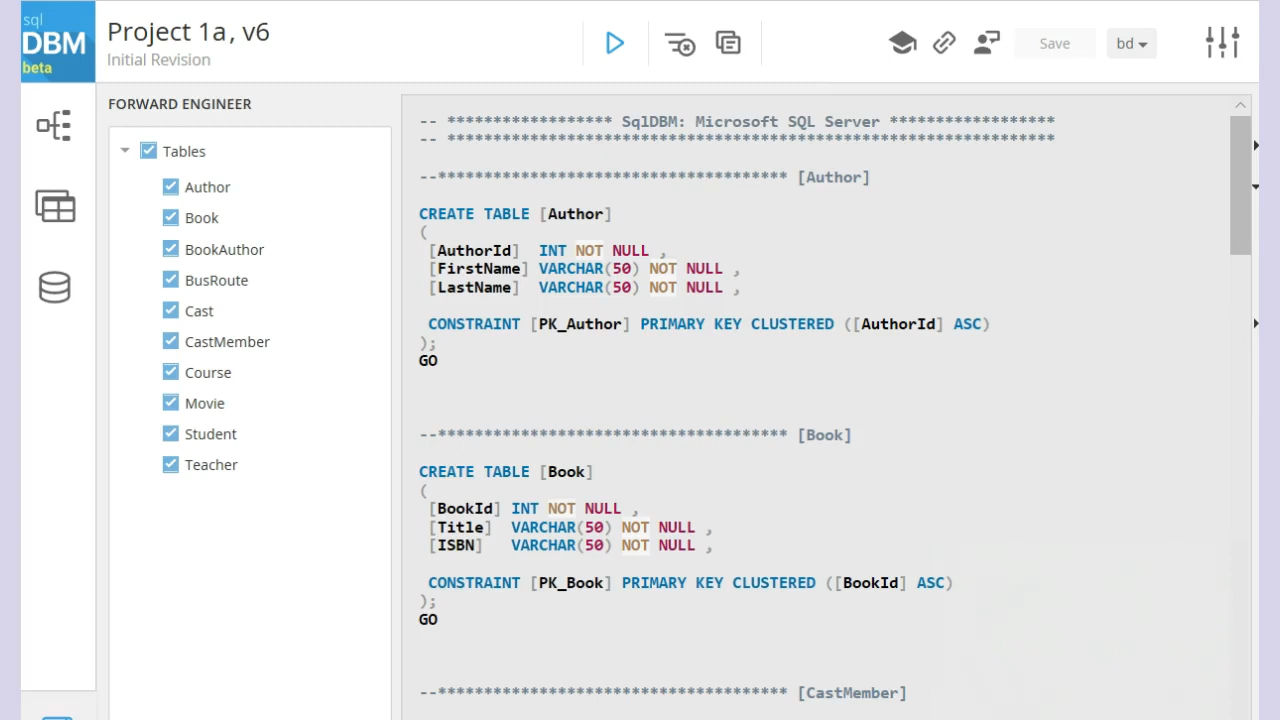 sql
DBM
beta
Project 1a, v6
Initial Revision
Save
bd
FORWARD ENGINEER
Tables
Author
Book
BookAuthor
BusRoute
Cast
CastMember
Course
Movie
Student
Teacher
-- ****************** SqlDBM: Microsoft SQL Server ******************
-- ******************************************************************
--************************************** [Author]
CREATE TABLE [Author]
(
[AuthorId]  INT NOT NULL ,
[FirstName] VARCHAR(50) NOT NULL ,
[LastName]  VARCHAR(50) NOT NULL ,
CONSTRAINT [PK_Author] PRIMARY KEY CLUSTERED ([AuthorId] ASC)
);
GO
--************************************** [Book]
CREATE TABLE [Book]
(
[BookId] INT NOT NULL ,
[Title]  VARCHAR(50) NOT NULL ,
[ISBN]   VARCHAR(50) NOT NULL ,
CONSTRAINT [PK_Book] PRIMARY KEY CLUSTERED ([BookId] ASC)
);
GO
--************************************** [CastMember]